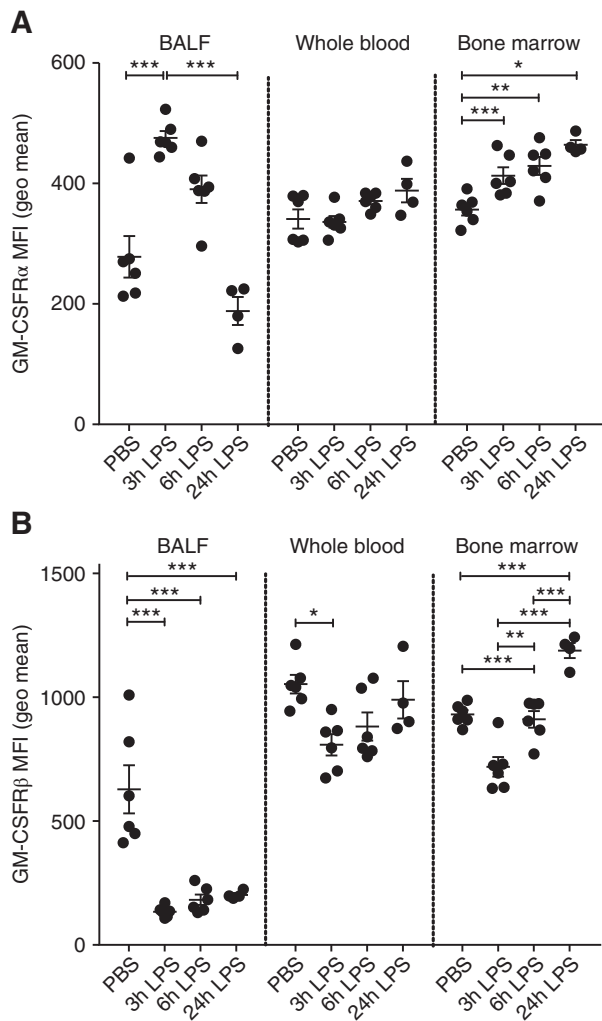 A
BALF Whole blood Bone marrow
GM-CSFRα MFI (geo mean)
600
400
200
0
*** ***
*
**
***
PBS 3h LPS 6h LPS 24h LPS PBS 3h LPS 6h LPS 24h LPS PBS 3h LPS 6h LPS 24h LPS
B
BALF Whole blood Bone marrow
GM-CSFRβ MFI (geo mean)
1500
1000
500
0
***
***
***
*
***
***
***
**
***
PBS 3h LPS 6h LPS 24h LPS PBS 3h LPS 6h LPS 24h LPS PBS 3h LPS 6h LPS 24h LPS